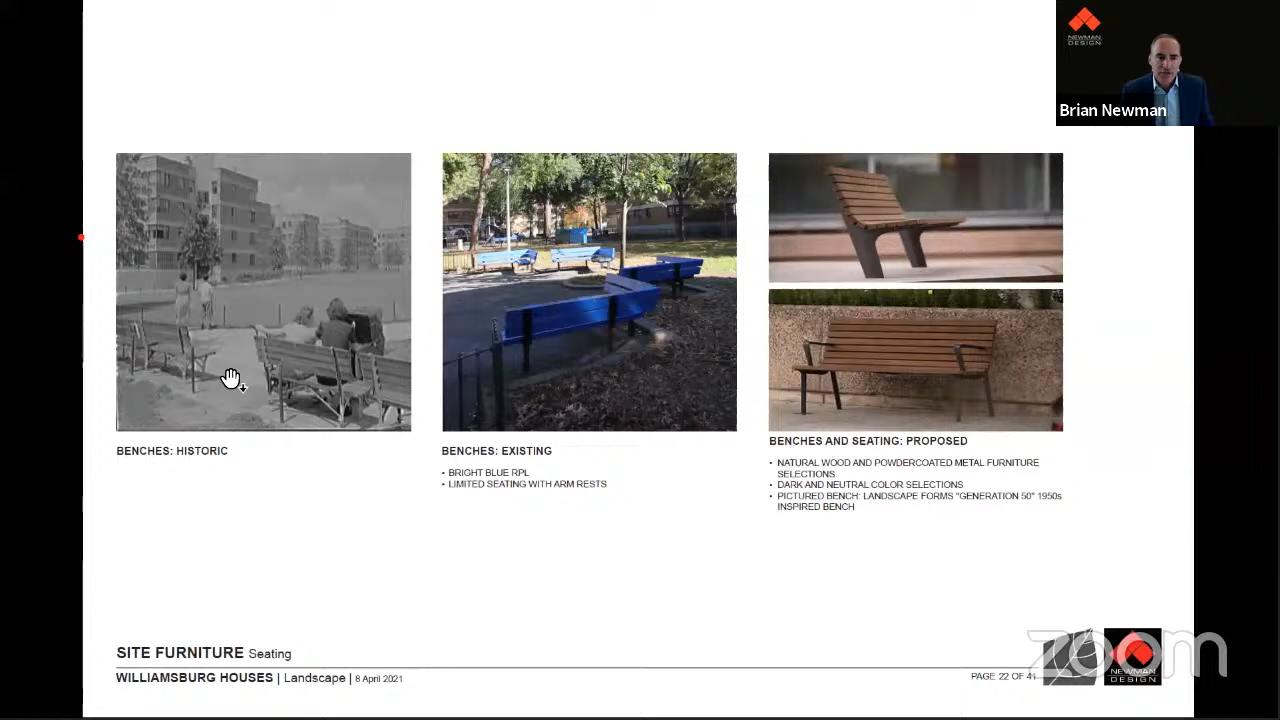 NEWMAN
DESIGN
Brian Newman
BENCHES: HISTORIC
BENCHES: EXISTING
• BRIGHT BLUE RPL
• LIMITED SEATING WITH ARM RESTS
BENCHES AND SEATING: PROPOSED
• NATURAL WOOD AND POWDERCOATED METAL FURNITURE
SELECTIONS
• DARK AND NEUTRAL COLOR SELECTIONS
• PICTURED BENCH: LANDSCAPE FORMS "GENERATION 50" 1950s
INSPIRED BENCH
SITE FURNITURE Seating
WILLIAMSBURG HOUSES | Landscape | 8 April 2021
PAGE 22 OF 41
zoom
NEWMAN
DESIGN